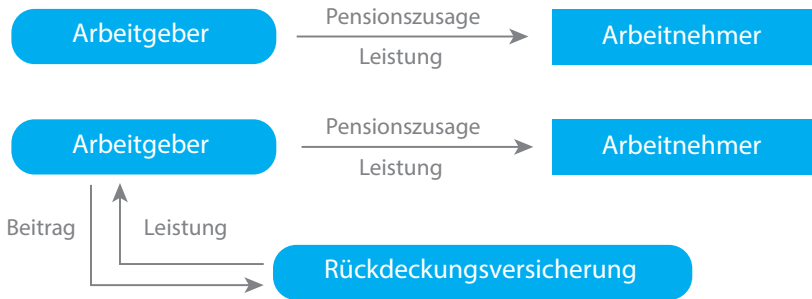 Arbeitgeber
Pensionszusage
Leistung
Arbeitnehmer
Arbeitgeber
Pensionszusage
Leistung
Arbeitnehmer
Beitrag
Leistung
Rückdeckungsversicherung